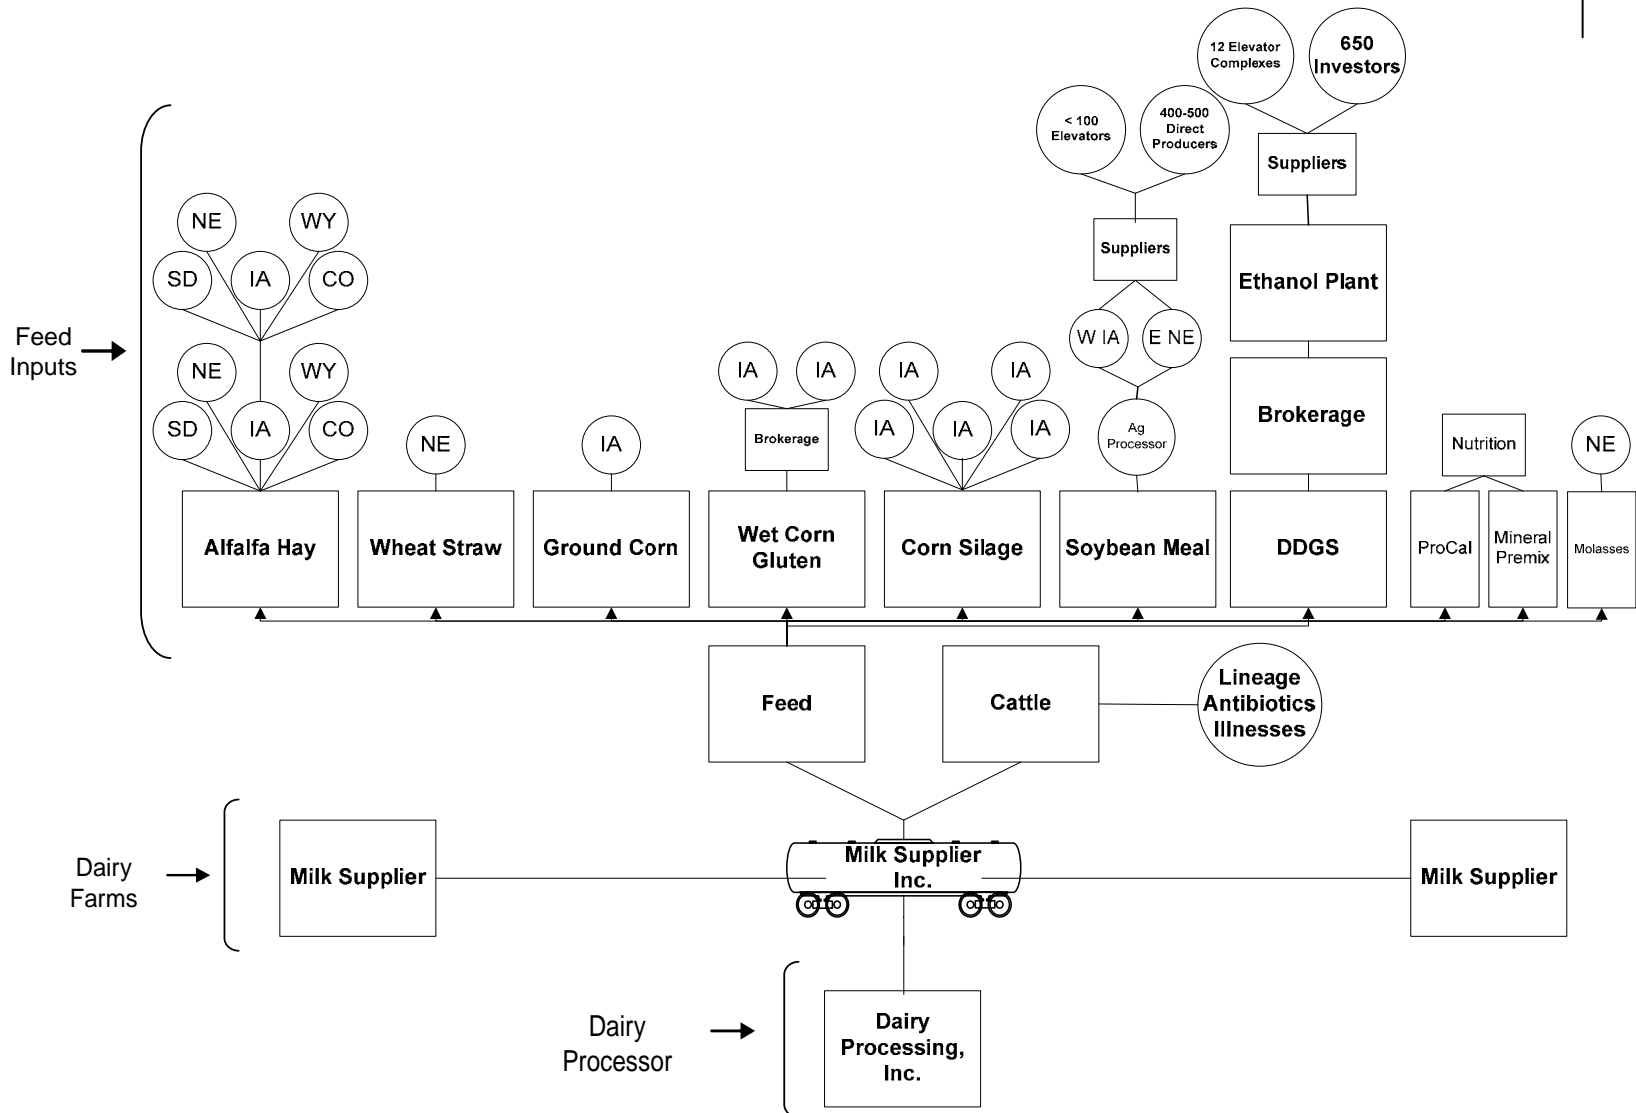 12 Elevator
Complexes
650
Investors
< 100
Elevators
400-500
Direct
Producers
Suppliers
NE
WY
Suppliers
SD
IA
CO
Ethanol Plant
Feed
Inputs
W IA
E NE
NE
WY
IA
IA
IA
IA
Brokerage
SD
IA
CO
NE
IA
Brokerage
IA
IA
IA
Ag
Processor
Nutrition
NE
Alfalfa Hay
Wheat Straw
Ground Corn
Wet Corn
Gluten
Corn Silage
Soybean Meal
DDGS
ProCal
Mineral
Premix
Molasses
Feed
Cattle
Lineage
Antibiotics
Illnesses
Dairy
Farms
Milk Supplier
Milk Supplier
Inc.
Milk Supplier
Dairy
Processor
Dairy
Processing,
Inc.